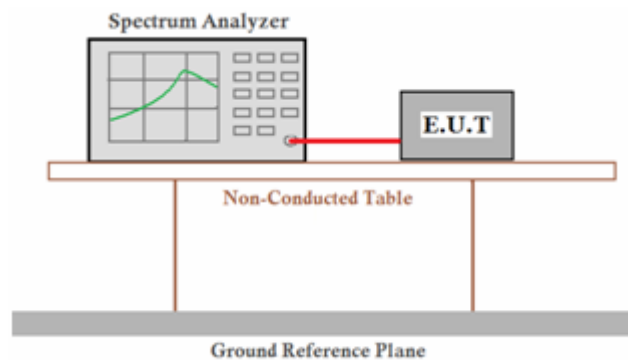 Spectrum Analyzer
E.U.T
Non-Conducted Table
Ground Reference Plane